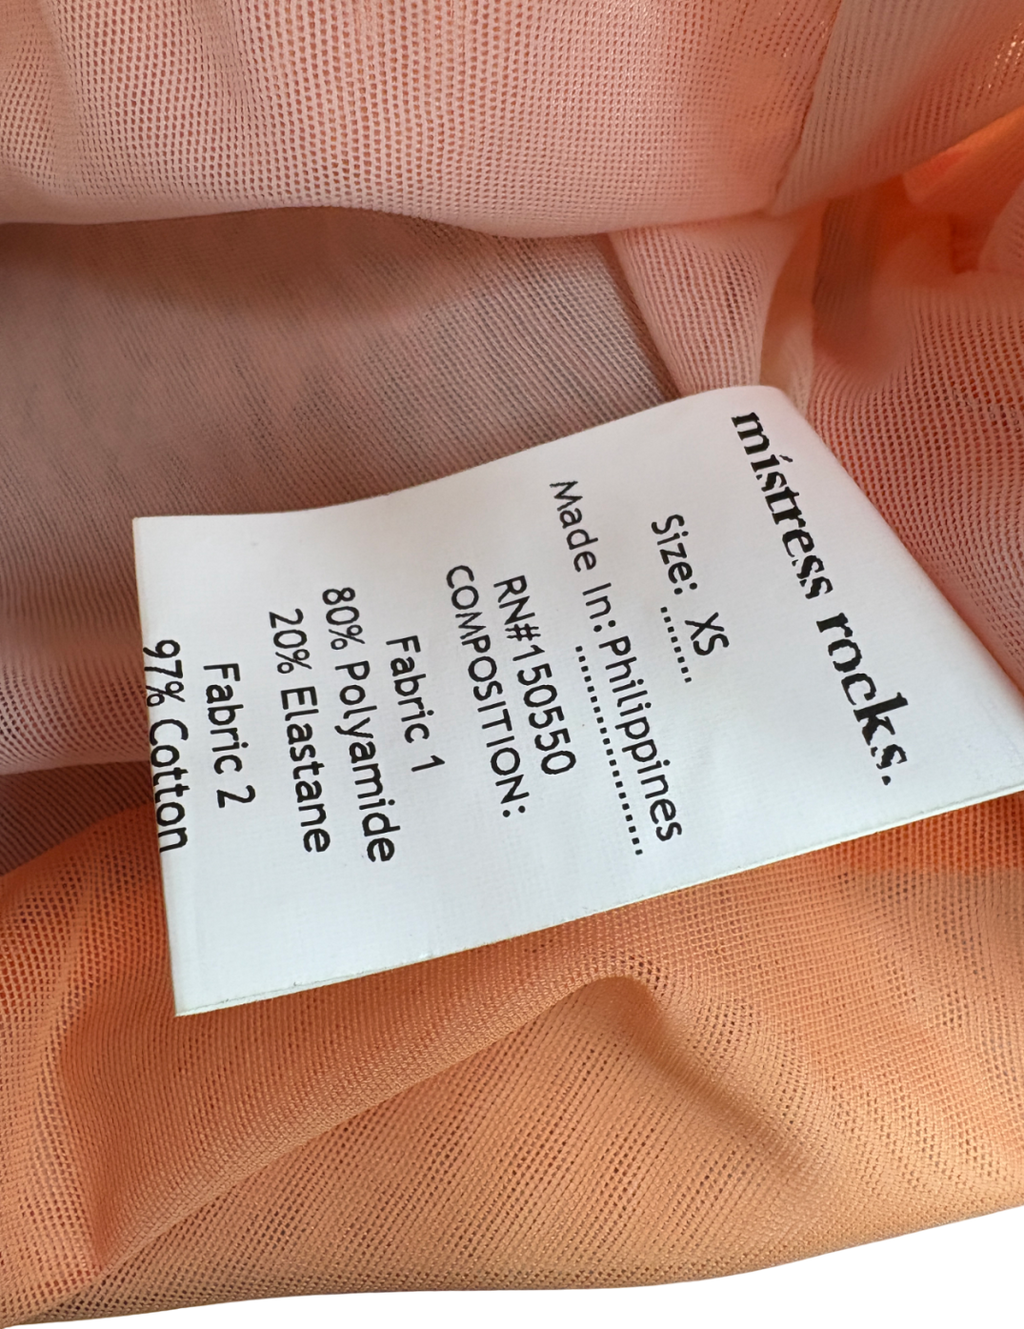 mistress rocks.
Size: XS
Made In: Philippines
RN#150550
COMPOSITION:
Fabric 1
80% Polyamide
20% Elastane
Fabric 2
97% Cotton